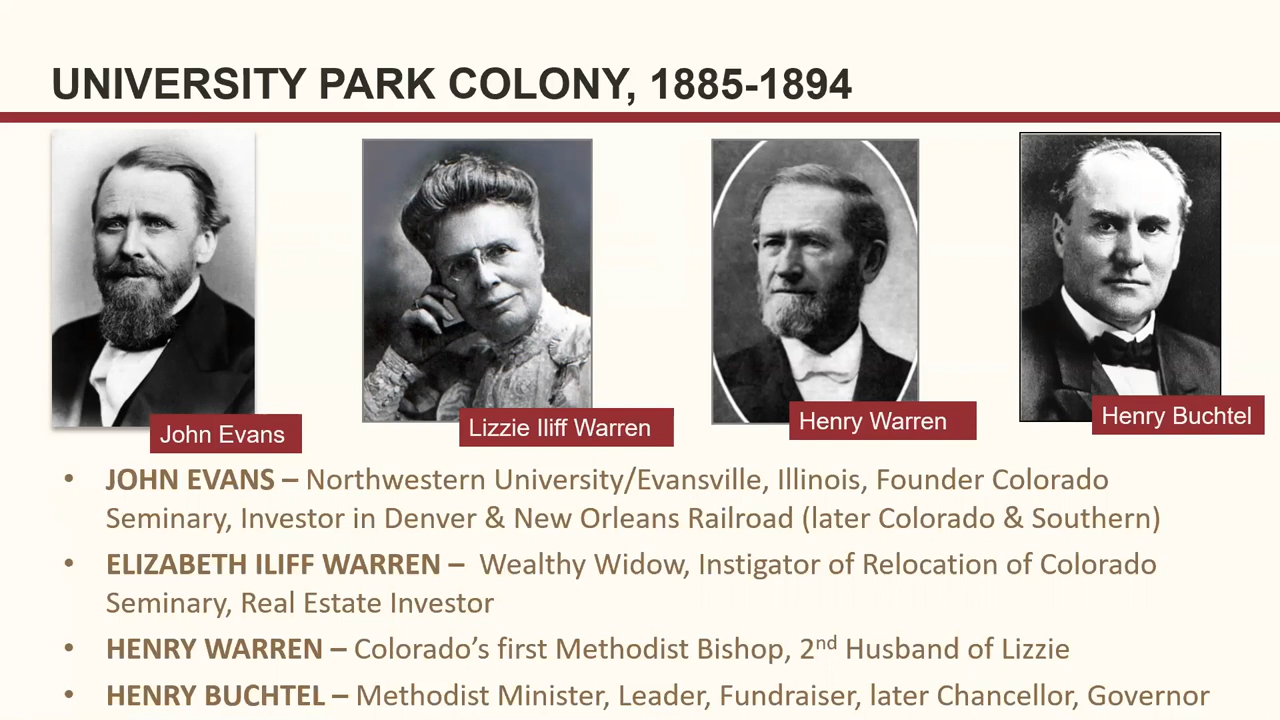 UNIVERSITY PARK COLONY, 1885-1894
John Evans
Lizzie Iliff Warren
Henry Warren
Henry Buchtel
• JOHN EVANS – Northwestern University/Evansville, Illinois, Founder Colorado
Seminary, Investor in Denver & New Orleans Railroad (later Colorado & Southern)
• ELIZABETH ILIFF WARREN – Wealthy Widow, Instigator of Relocation of Colorado
Seminary, Real Estate Investor
• HENRY WARREN – Colorado’s first Methodist Bishop, 2nd Husband of Lizzie
• HENRY BUCHTEL – Methodist Minister, Leader, Fundraiser, later Chancellor, Governor